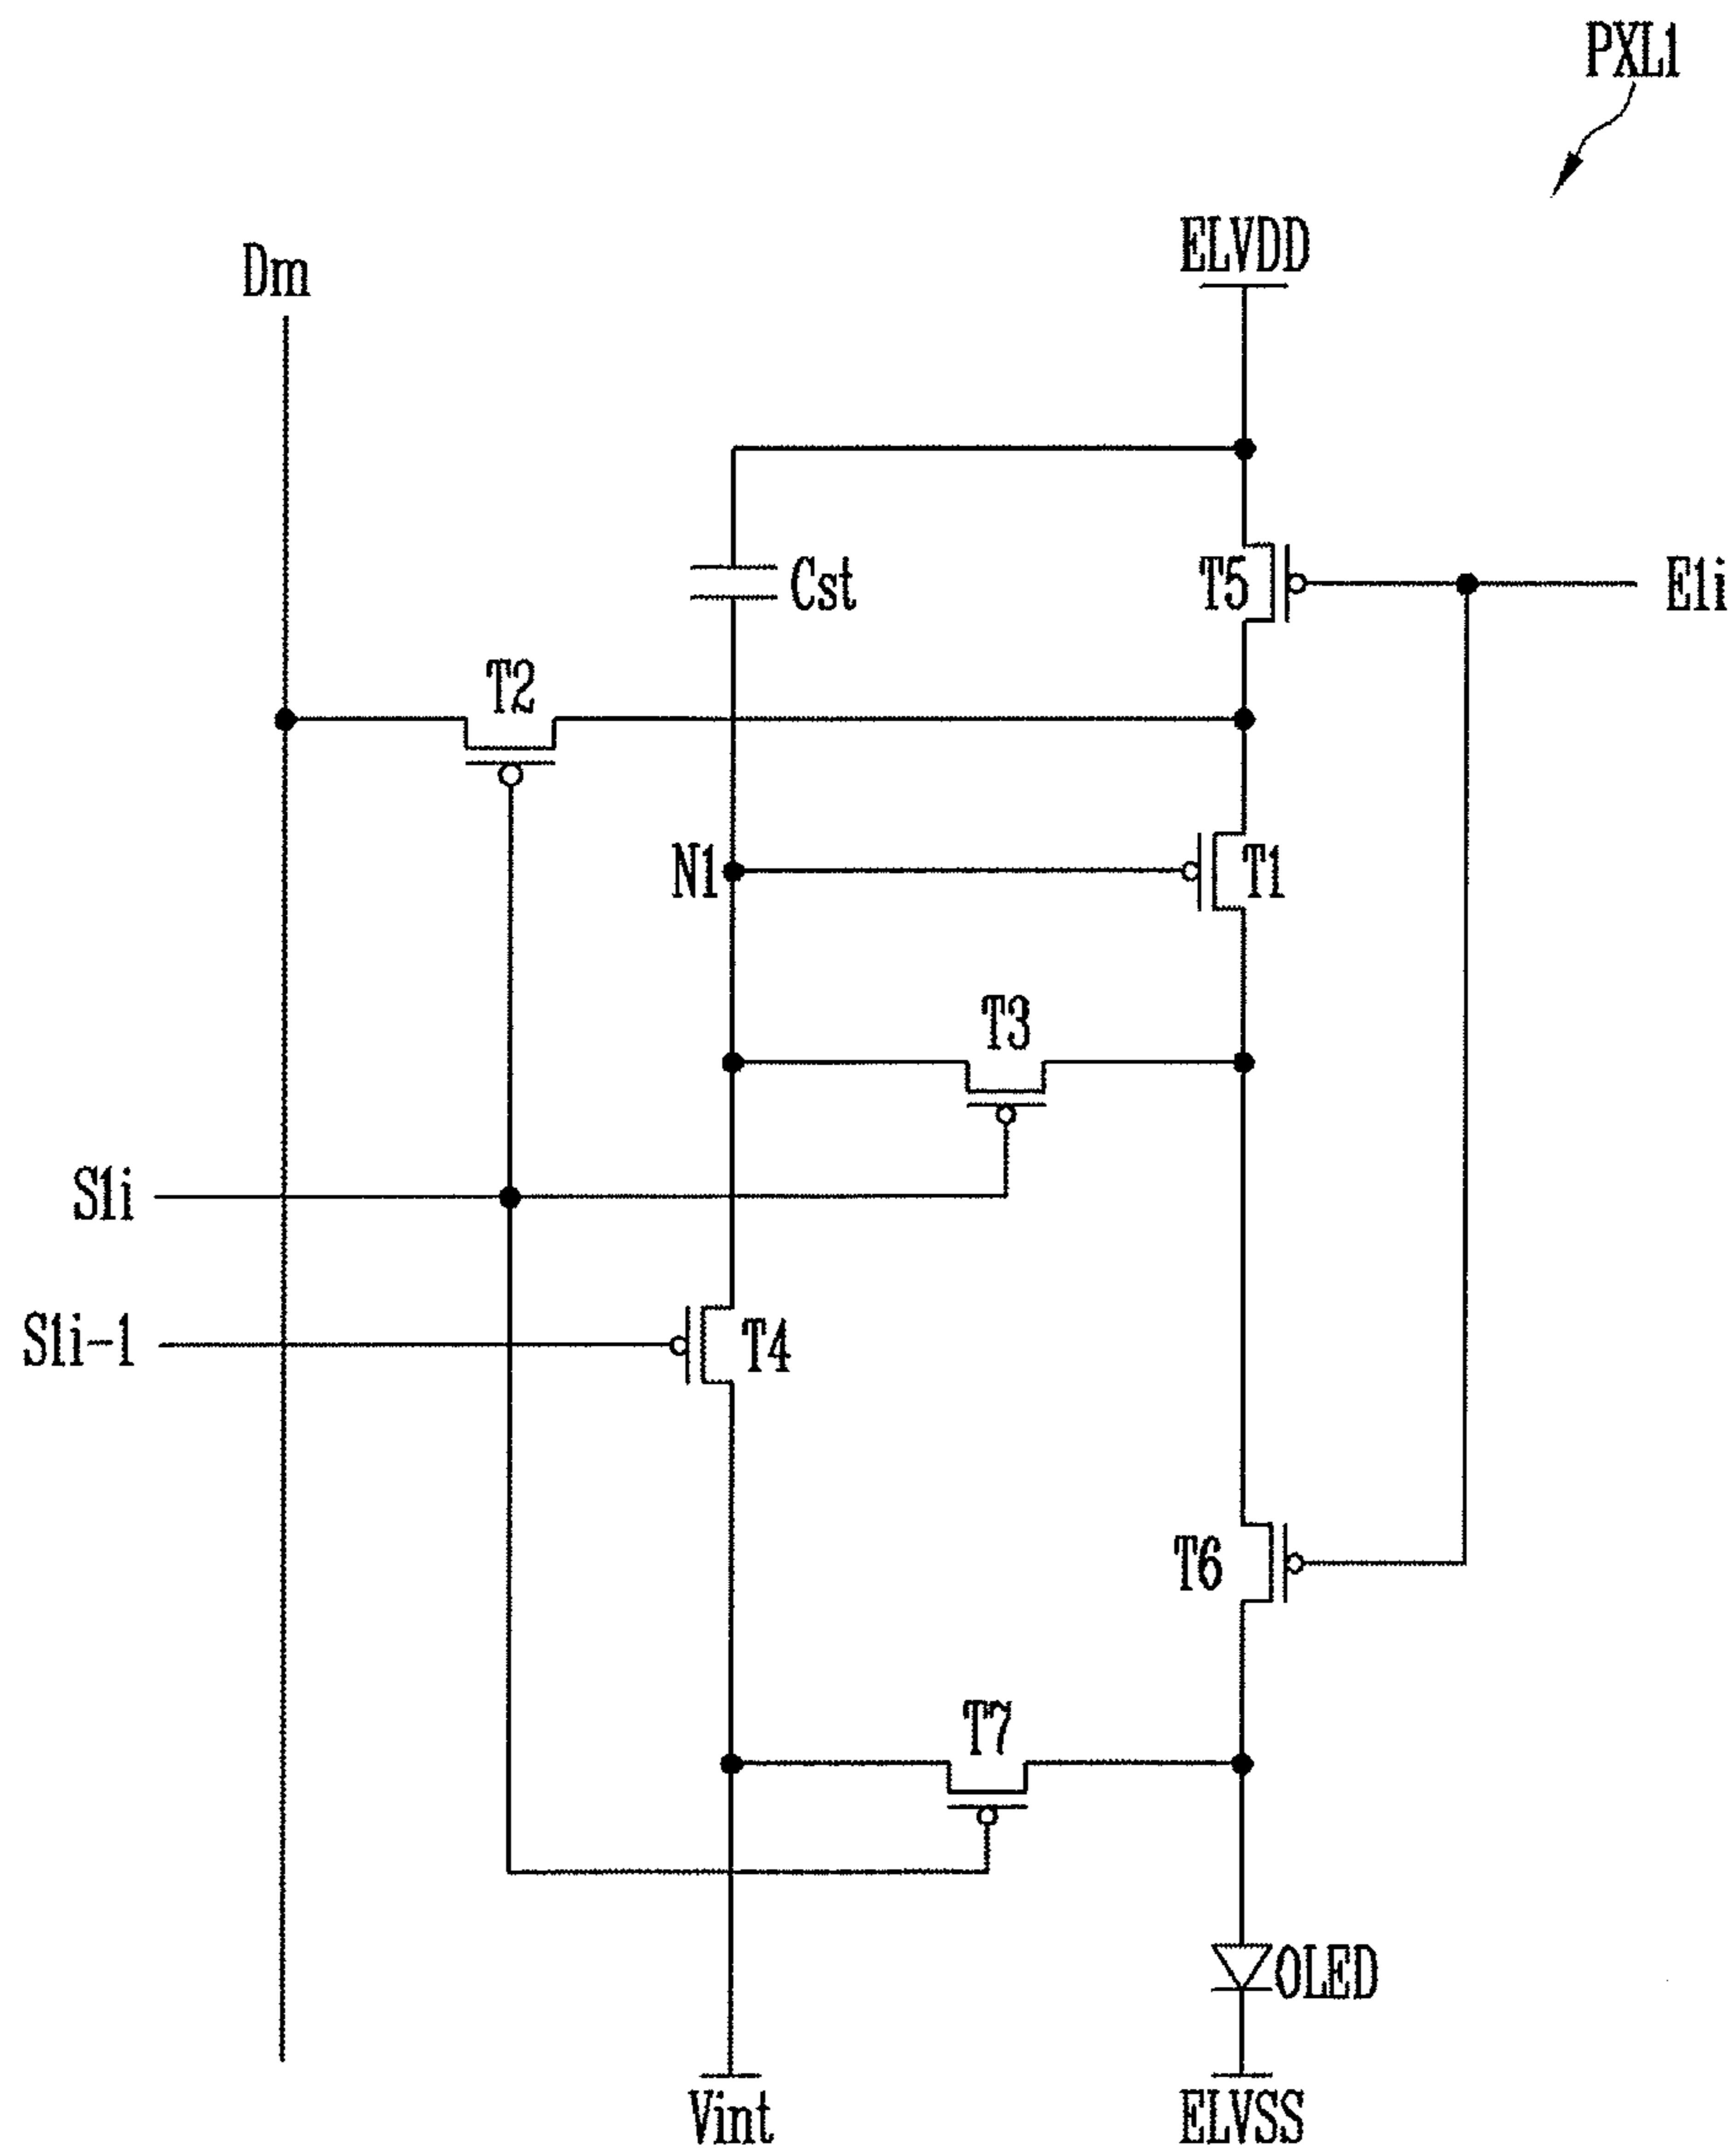 PXL1
ELVDD
Dm
Cst
T5
E1i
T2
N1
T1
T3
S1i
S1i-1
T4
T6
T7
OLED
Vint
ELVSS